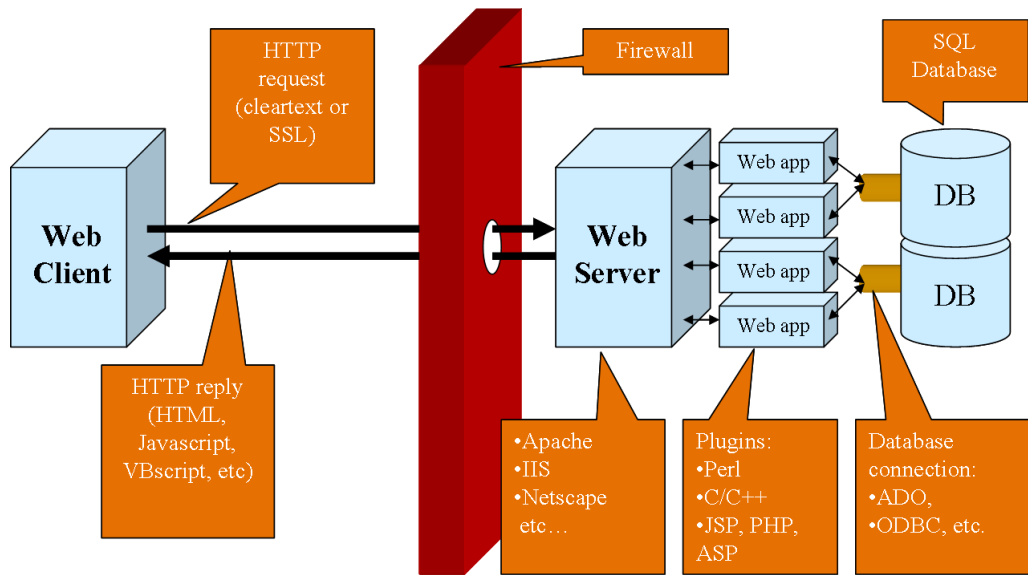 HTTP
request
(cleartext or
SSL)
Firewall
SQL
Database
Web
Client
Web
Server
Web app
Web app
Web app
Web app
DB
DB
HTTP reply
(HTML,
Javascript,
VBscript, etc)
•Apache
•IIS
•Netscape
etc…
Plugins:
•Perl
•C/C++
•JSP, PHP,
ASP
Database
connection:
•ADO,
•ODBC, etc.